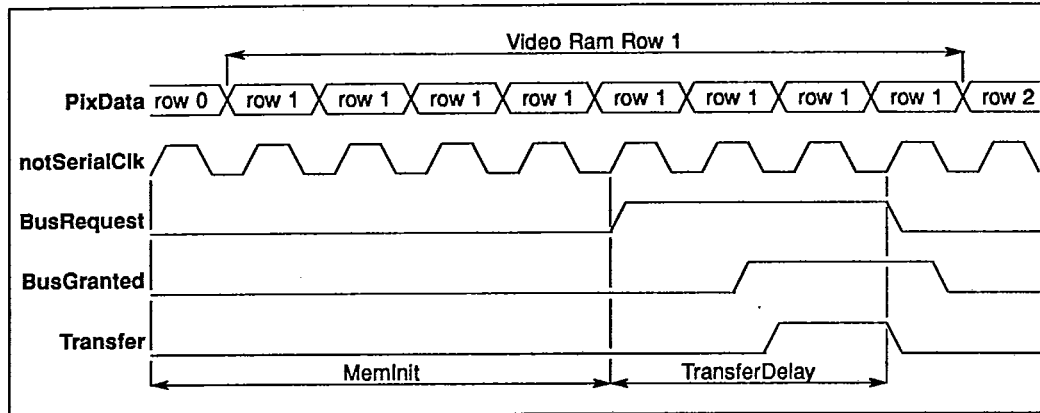 Video Ram Row 1
PixData row 0 row 1 row 1 row 1 row 1 row 1 row 1 row 1 row 1 row 2
notSerialClk
BusRequest
BusGranted
Transfer
MemInit TransferDelay